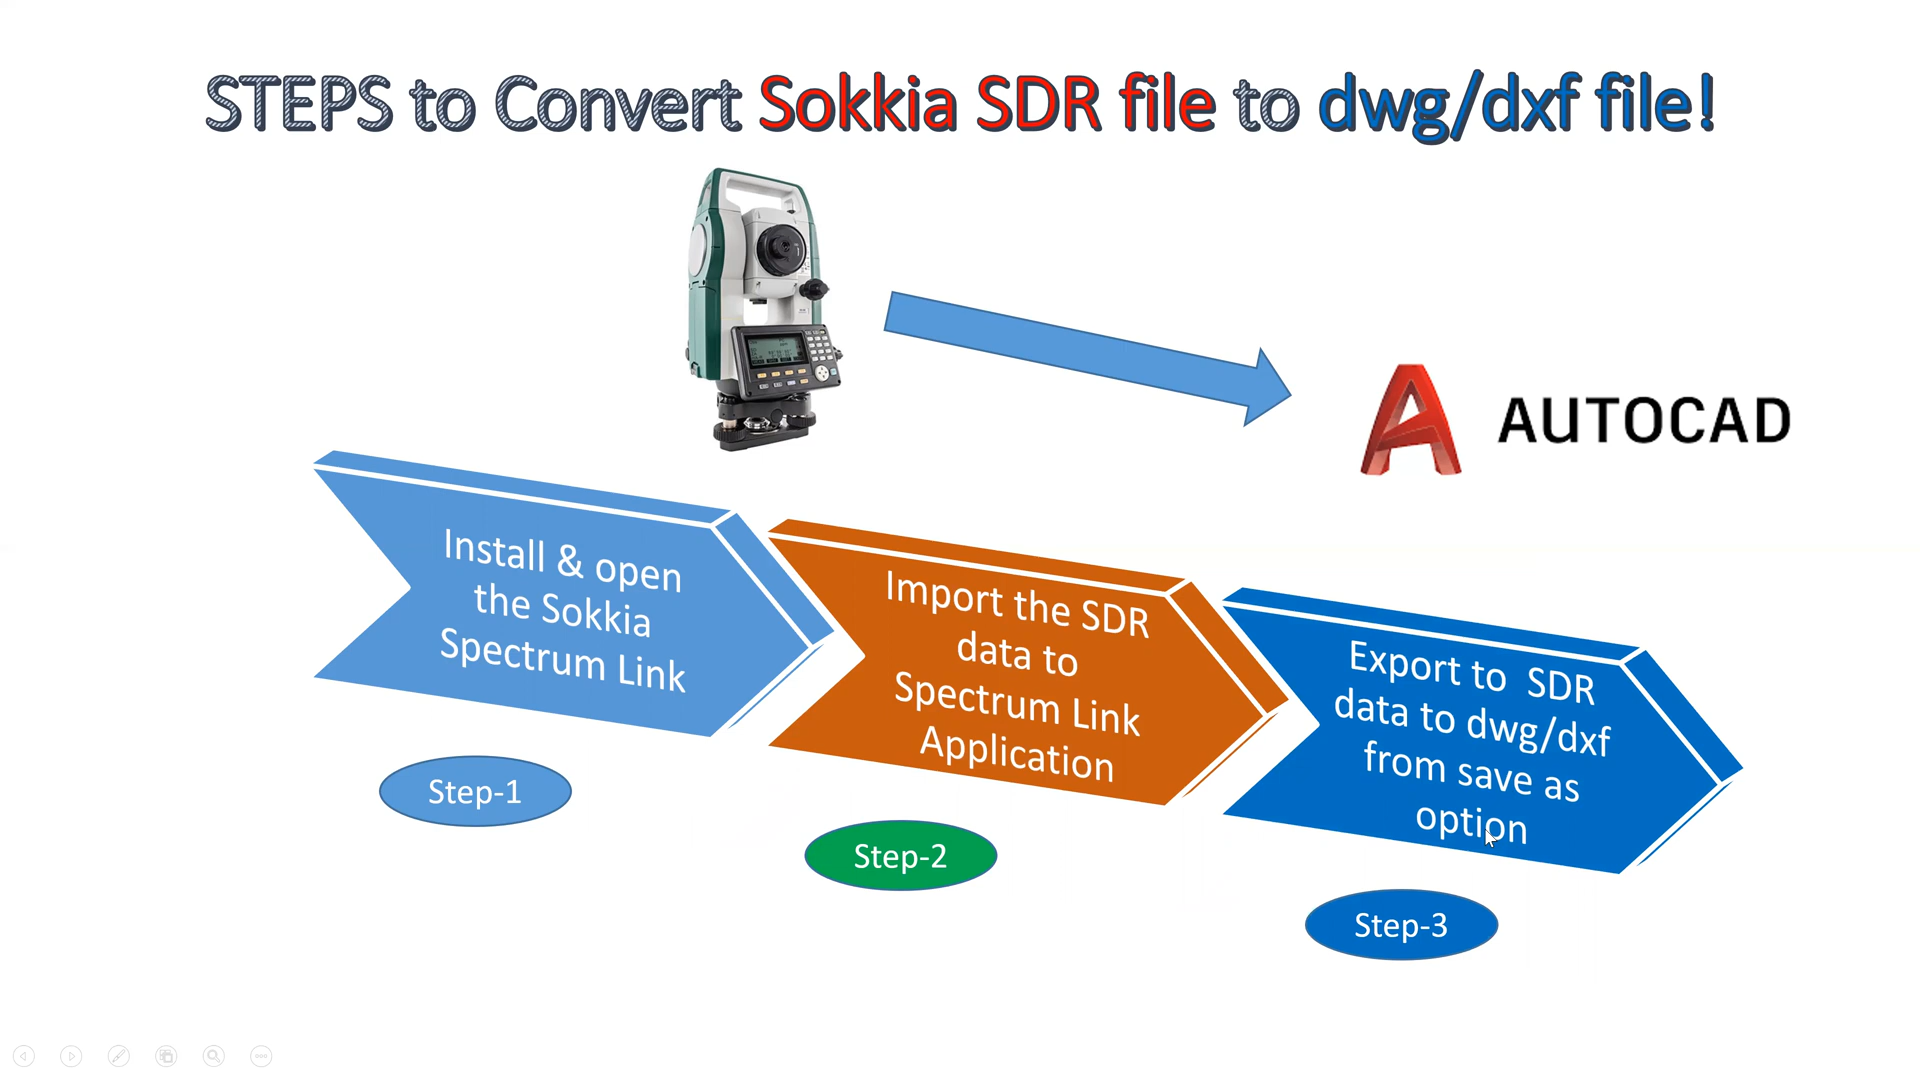 STEPS to Convert Sokkia SDR file to dwg/dxf file!
AUTOCAD
Install & open
the Sokkia
Spectrum Link
Step-1
Import the SDR
data to
Spectrum Link
Application
Step-2
Export to SDR
data to dwg/dxf
from save as
option
Step-3